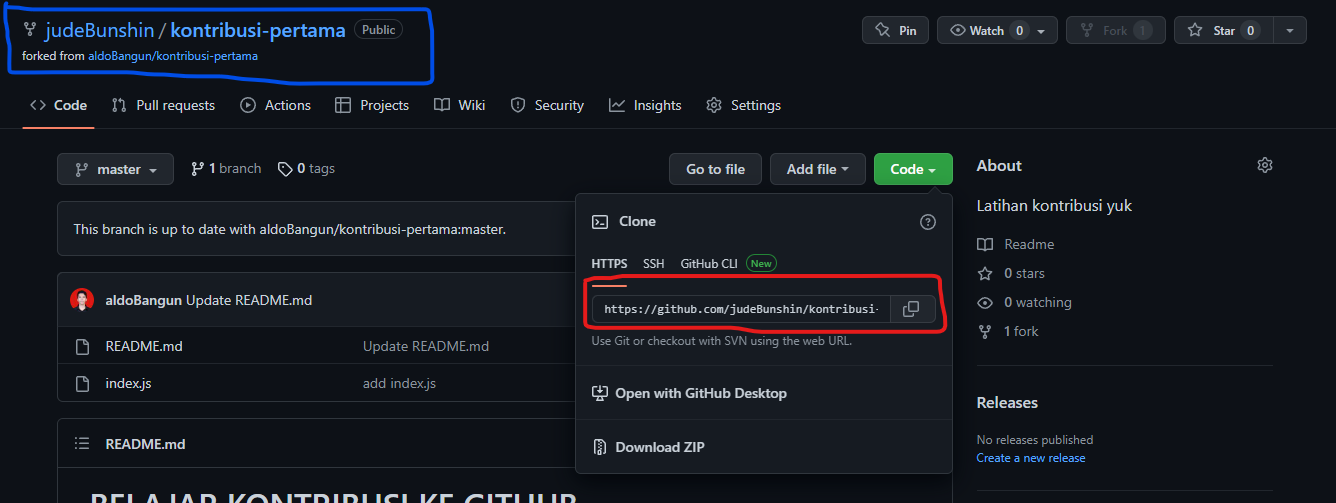 judeBunshin / kontribusi-pertama Public
Pin Watch 0 Fork 1 Star 0
forked from aldoBangun/kontribusi-pertama
Code Pull requests Actions Projects Wiki Security Insights Settings
master 1 branch 0 tags Go to file Add file Code
This branch is up to date with aldoBangun/kontribusi-pertama:master.
aldoBangun Update README.md
README.md Update README.md
index.js add index.js
README.md
BELAJAR KONTRIBUSI KE GITHUB
Clone
HTTPS SSH GitHub CLI New
https://github.com/judeBunshin/kontribusi-
Use Git or checkout with SVN using the web URL.
Open with GitHub Desktop
Download ZIP
About
Latihan kontribusi yuk
Readme
0 stars
0 watching
1 fork
Releases
No releases published
Create a new release